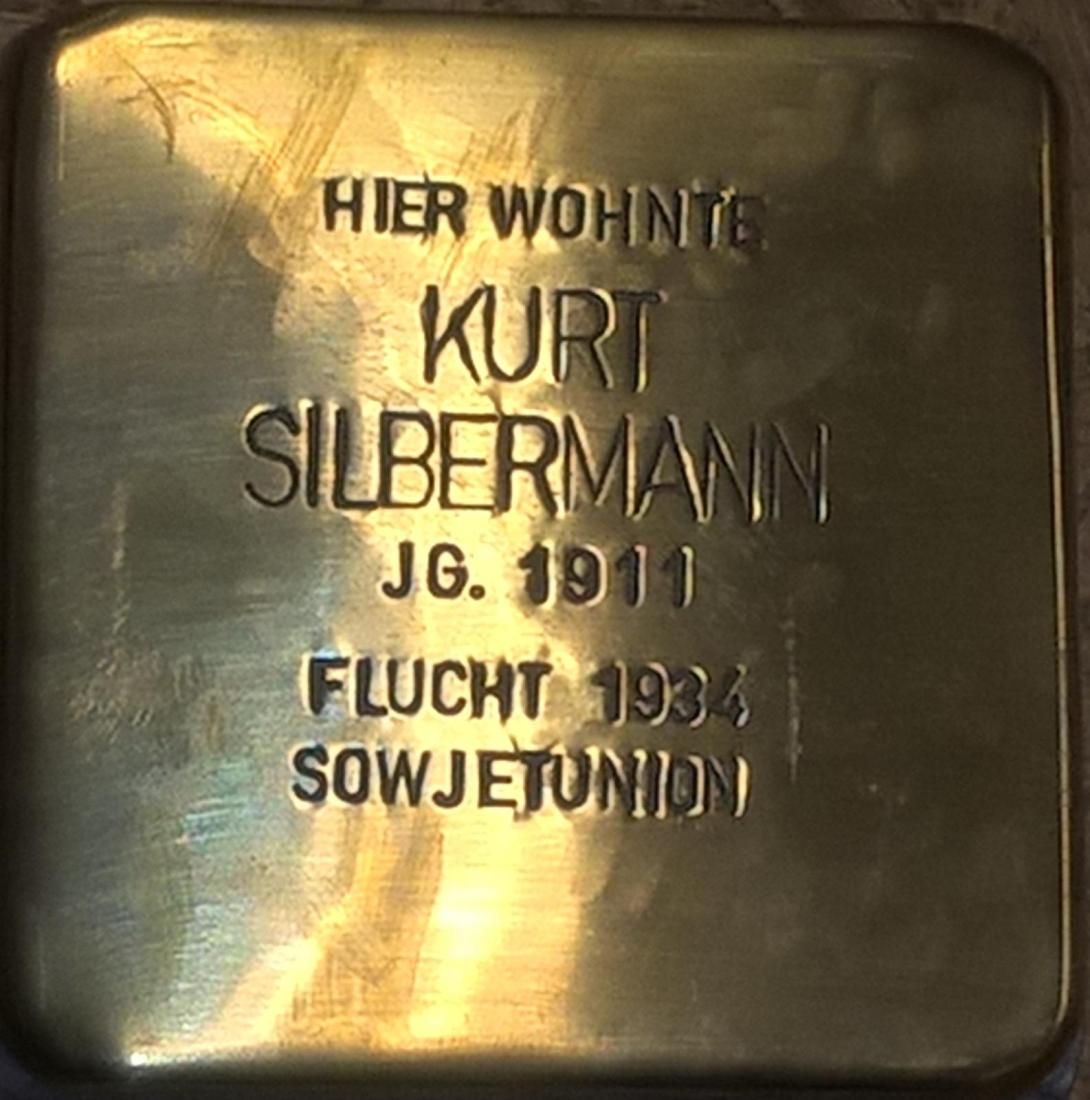 HIER WOHNTE
KURT
SILBERMANN
JG. 1911
FLUCHT 1934
SOWJETUNION